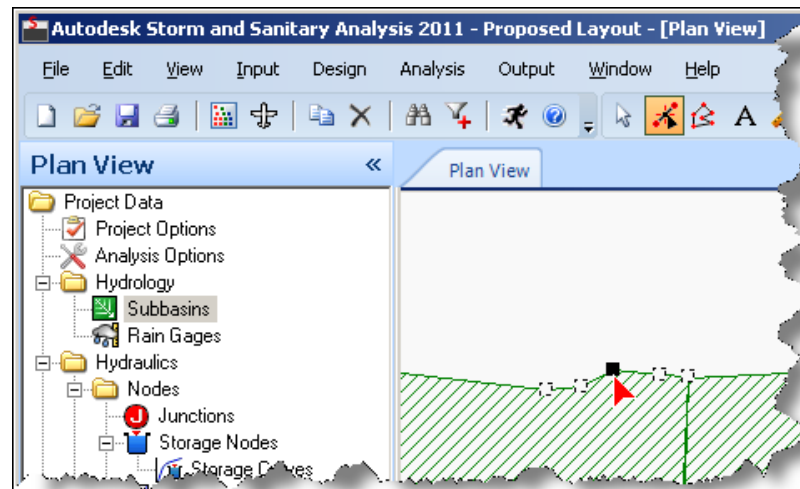 Autodesk Storm and Sanitary Analysis 2011 - Proposed Layout - [Plan View]
File Edit View Input Design Analysis Output Window Help
A
Plan View «
Plan View
Project Data
Project Options
Analysis Options
Hydrology
Subbasins
Rain Gages
Hydraulics
Nodes
J Junctions
Storage Nodes
Storage Curves